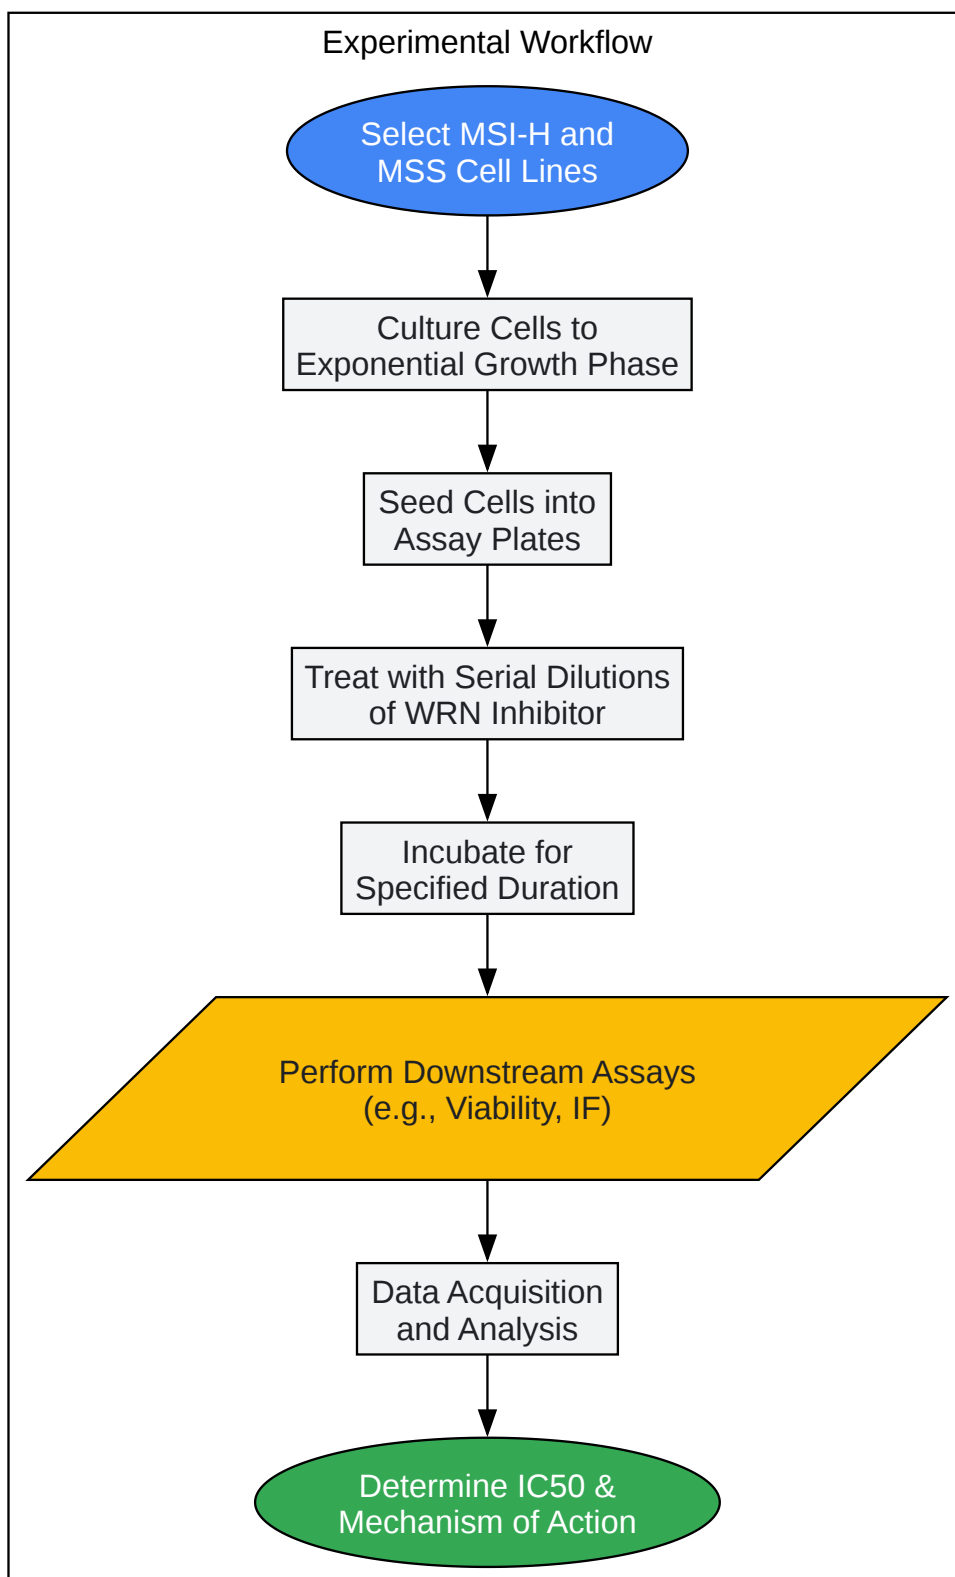 Experimental Workflow
Select MSI-H and
MSS Cell Lines
Culture Cells to
Exponential Growth Phase
Seed Cells into
Assay Plates
Treat with Serial Dilutions
of WRN Inhibitor
Incubate for
Specified Duration
Perform Downstream Assays
(e.g., Viability, IF)
Data Acquisition
and Analysis
Determine IC50 &
Mechanism of Action